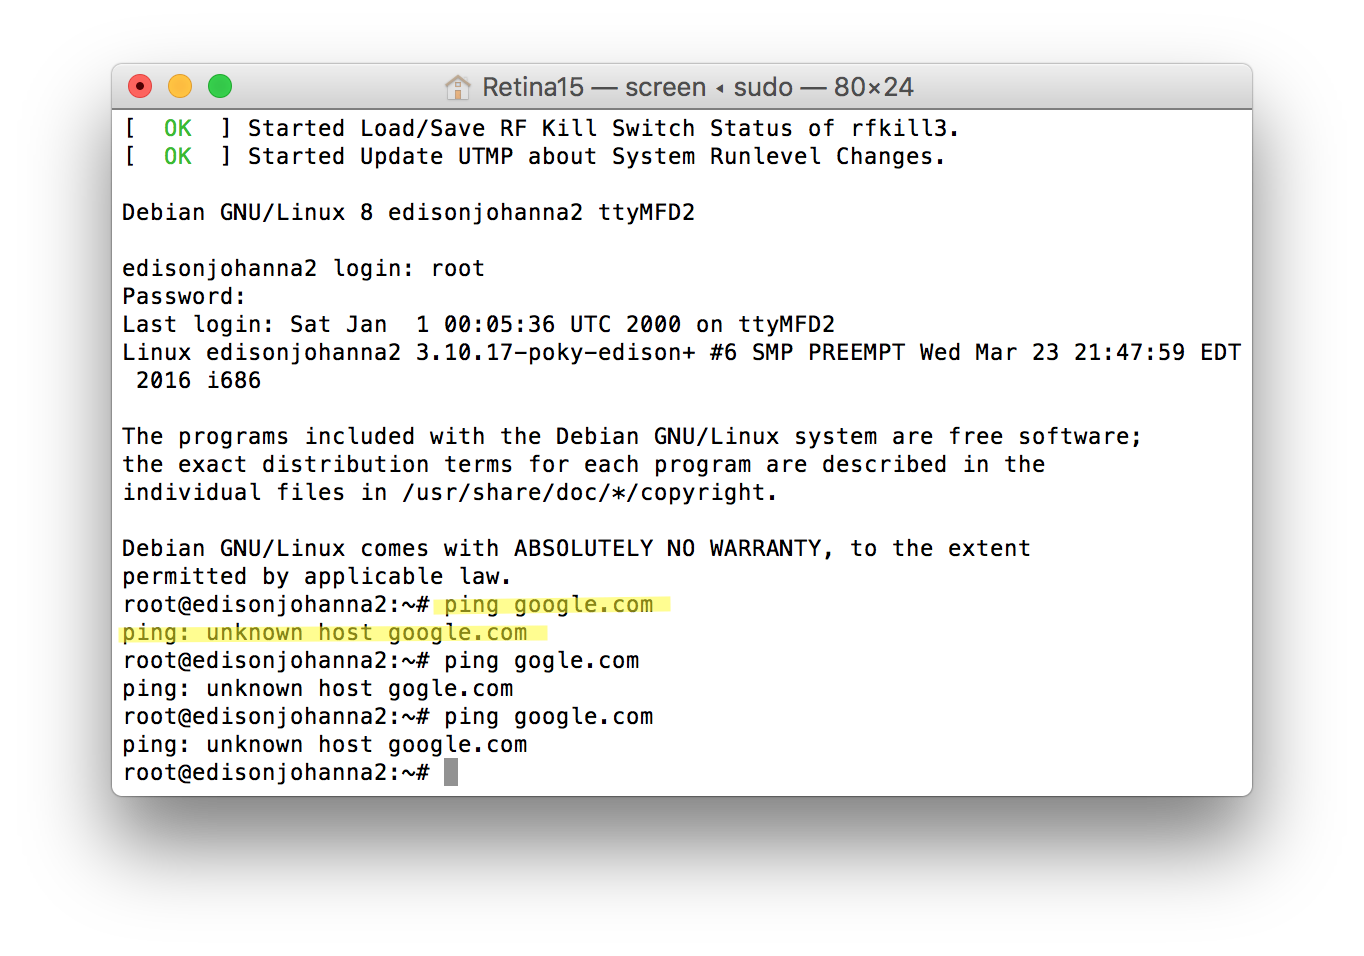 Retina15 — screen ◂ sudo — 80×24
[  OK  ] Started Load/Save RF Kill Switch Status of rfkill3.
[  OK  ] Started Update UTMP about System Runlevel Changes.
Debian GNU/Linux 8 edisonjohanna2 ttyMFD2
edisonjohanna2 login: root
Password:
Last login: Sat Jan  1 00:05:36 UTC 2000 on ttyMFD2
Linux edisonjohanna2 3.10.17-poky-edison+ #6 SMP PREEMPT Wed Mar 23 21:47:59 EDT
 2016 i686
The programs included with the Debian GNU/Linux system are free software;
the exact distribution terms for each program are described in the
individual files in /usr/share/doc/*/copyright.
Debian GNU/Linux comes with ABSOLUTELY NO WARRANTY, to the extent
permitted by applicable law.
root@edisonjohanna2:~# ping google.com
ping: unknown host google.com
root@edisonjohanna2:~# ping gogle.com
ping: unknown host gogle.com
root@edisonjohanna2:~# ping google.com
ping: unknown host google.com
root@edisonjohanna2:~#